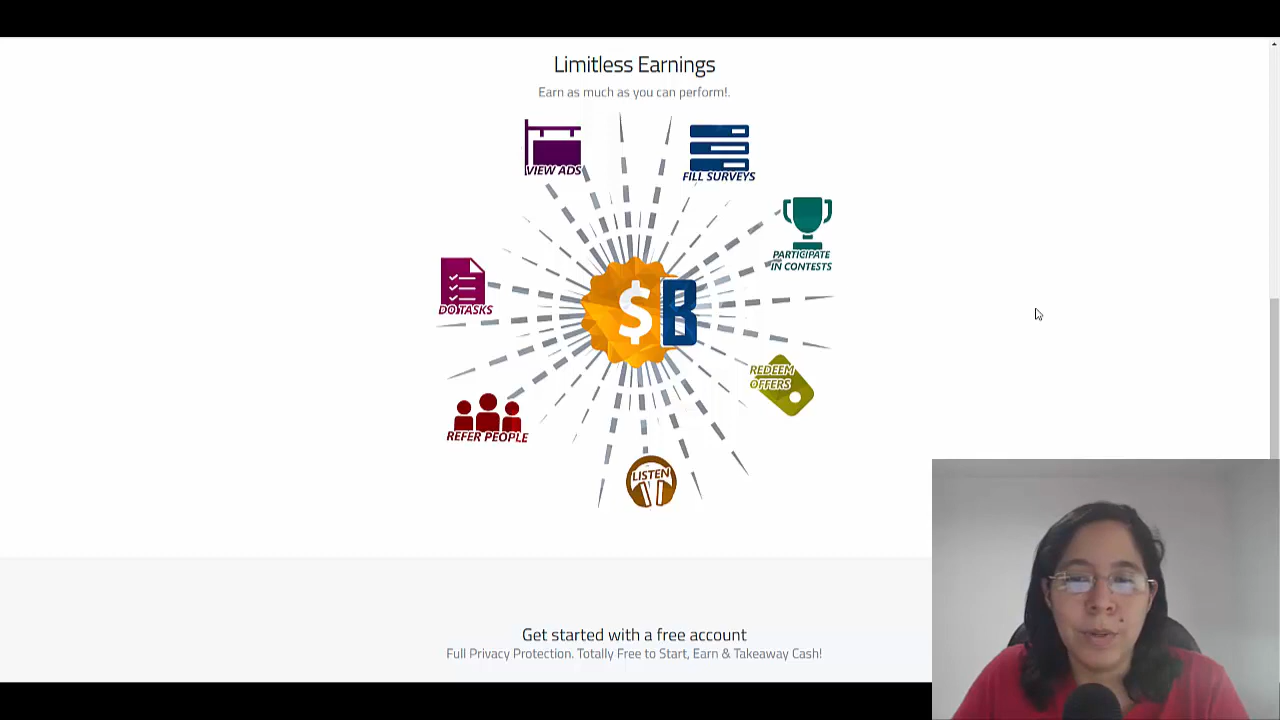 Limitless Earnings
Earn as much as you can perform!.
VIEW ADS
FILL SURVEYS
PARTICIPATE
IN CONTESTS
DO TASKS
$B
REDEEM
OFFERS
REFER PEOPLE
LISTEN
Get started with a free account
Full Privacy Protection. Totally Free to Start, Earn & Takeaway Cash!